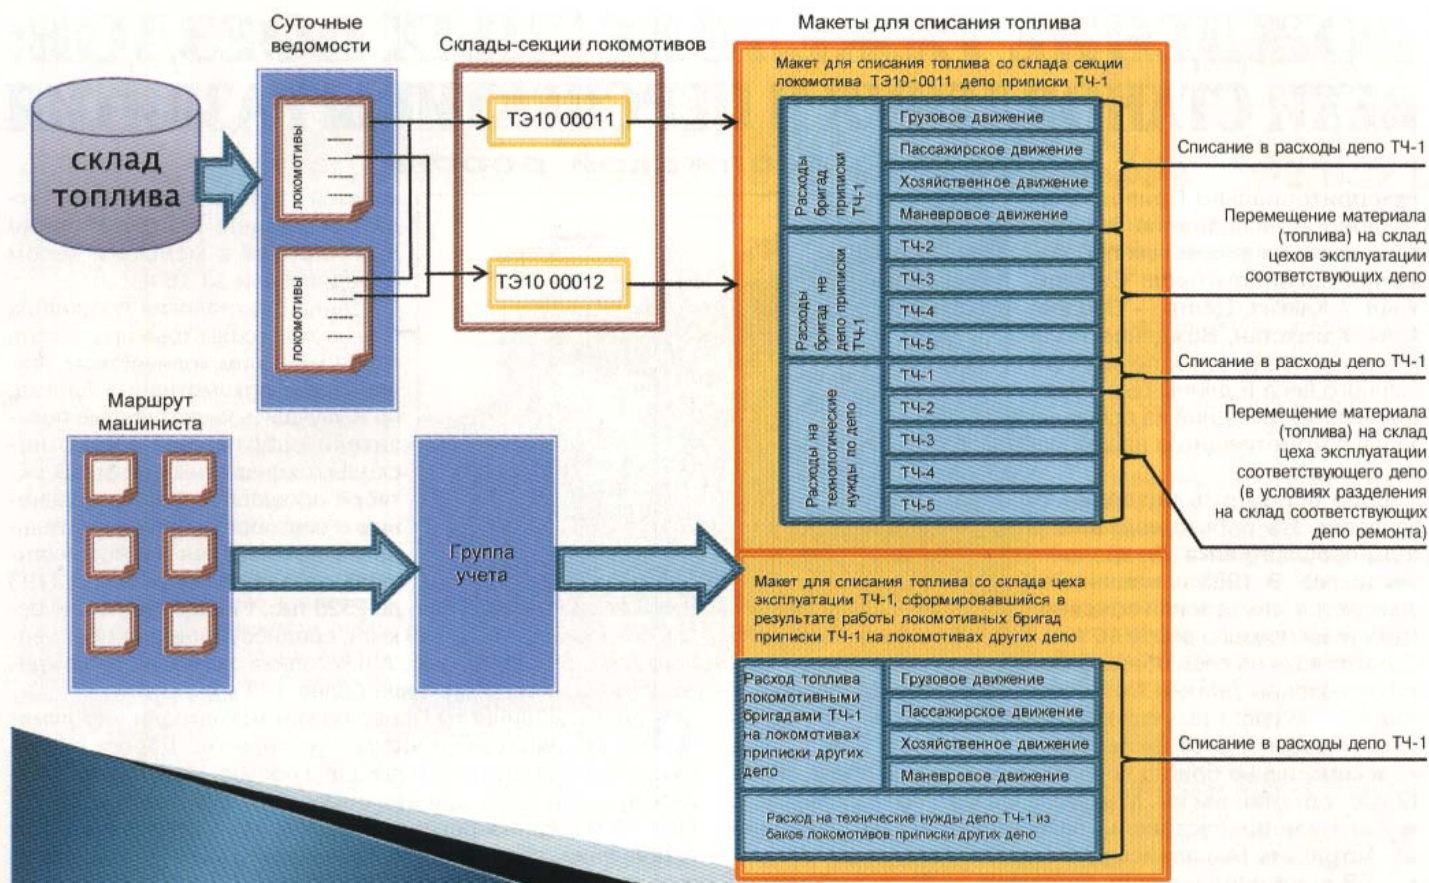 Суточные
ведомости
Склады-секции локомотивов
Макеты для списания топлива
склад
топлива
локомотивы
локомотивы
ТЭ10 00011
ТЭ10 00012
Макет для списания топлива со склада секции
локомотива ТЭ10-0011 депо приписки ТЧ-1
Расходы
бригад
приписки
ТЧ-1
Грузовое движение
Пассажирское движение
Хозяйственное движение
Маневровое движение
Списание в расходы депо ТЧ-1
Расходы
бригад не
депо приписки
ТЧ-1
ТЧ-2
ТЧ-3
ТЧ-4
ТЧ-5
Перемещение материала
(топлива) на склад
цехов эксплуатации
соответствующих депо
Расходы на
технологические
нужды по депо
ТЧ-1
ТЧ-2
ТЧ-3
ТЧ-4
ТЧ-5
Списание в расходы депо ТЧ-1
Перемещение материала
(топлива) на склад
цеха эксплуатации
соответствующего депо
(в условиях разделения
на склад соответствующих
депо ремонта)
Маршрут
машиниста
Группа
учета
Макет для списания топлива со склада цеха
эксплуатации ТЧ-1, сформировавшийся в
результате работы локомотивных бригад
приписки ТЧ-1 на локомотивах других депо
Расход топлива
локомотивными
бригадами ТЧ-1
на локомотивах
приписки других
депо
Грузовое движение
Пассажирское движение
Хозяйственное движение
Маневровое движение
Списание в расходы депо ТЧ-1
Расход на технические нужды депо ТЧ-1 из
баков локомотивов приписки других депо